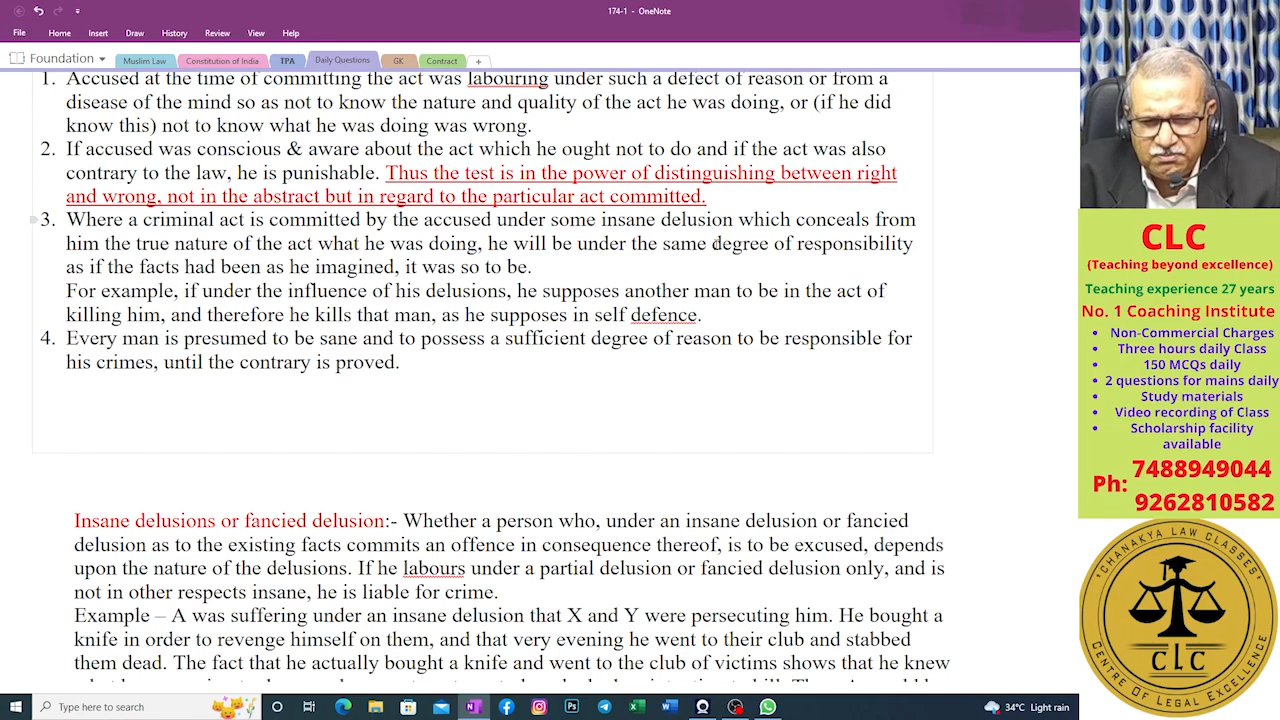 174-1 - OneNote
File Home Insert Draw History Review View Help
Foundation Muslim Law Constitution of India TPA Daily Questions GK Contract +
1. Accused at the time of committing the act was labouring under such a defect of reason or from a
disease of the mind so as not to know the nature and quality of the act he was doing, or (if he did
know this) not to know what he was doing was wrong.
2. If accused was conscious & aware about the act which he ought not to do and if the act was also
contrary to the law, he is punishable. Thus the test is in the power of distinguishing between right
and wrong, not in the abstract but in regard to the particular act committed.
3. Where a criminal act is committed by the accused under some insane delusion which conceals from
him the true nature of the act what he was doing, he will be under the same degree of responsibility
as if the facts had been as he imagined, it was so to be.
For example, if under the influence of his delusions, he supposes another man to be in the act of
killing him, and therefore he kills that man, as he supposes in self defence.
4. Every man is presumed to be sane and to possess a sufficient degree of reason to be responsible for
his crimes, until the contrary is proved.
Insane delusions or fancied delusion:- Whether a person who, under an insane delusion or fancied
delusion as to the existing facts commits an offence in consequence thereof, is to be excused, depends
upon the nature of the delusions. If he labours under a partial delusion or fancied delusion only, and is
not in other respects insane, he is liable for crime.
Example – A was suffering under an insane delusion that X and Y were persecuting him. He bought a
knife in order to revenge himself on them, and that very evening he went to their club and stabbed
them dead. The fact that he actually bought a knife and went to the club of victims shows that he knew
CLC
(Teaching beyond excellence)
Teaching experience 27 years
No. 1 Coaching Institute
• Non-Commercial Charges
• Three hours daily Class
• 150 MCQs daily
• 2 questions for mains daily
• Study materials
• Video recording of Class
• Scholarship facility
available
Ph: 7488949044
9262810582
'CHANAKYA LAW CLASSES'
CLC
CENTRE OF LEGAL EXCELLENCE
Type here to search
34°C Light rain